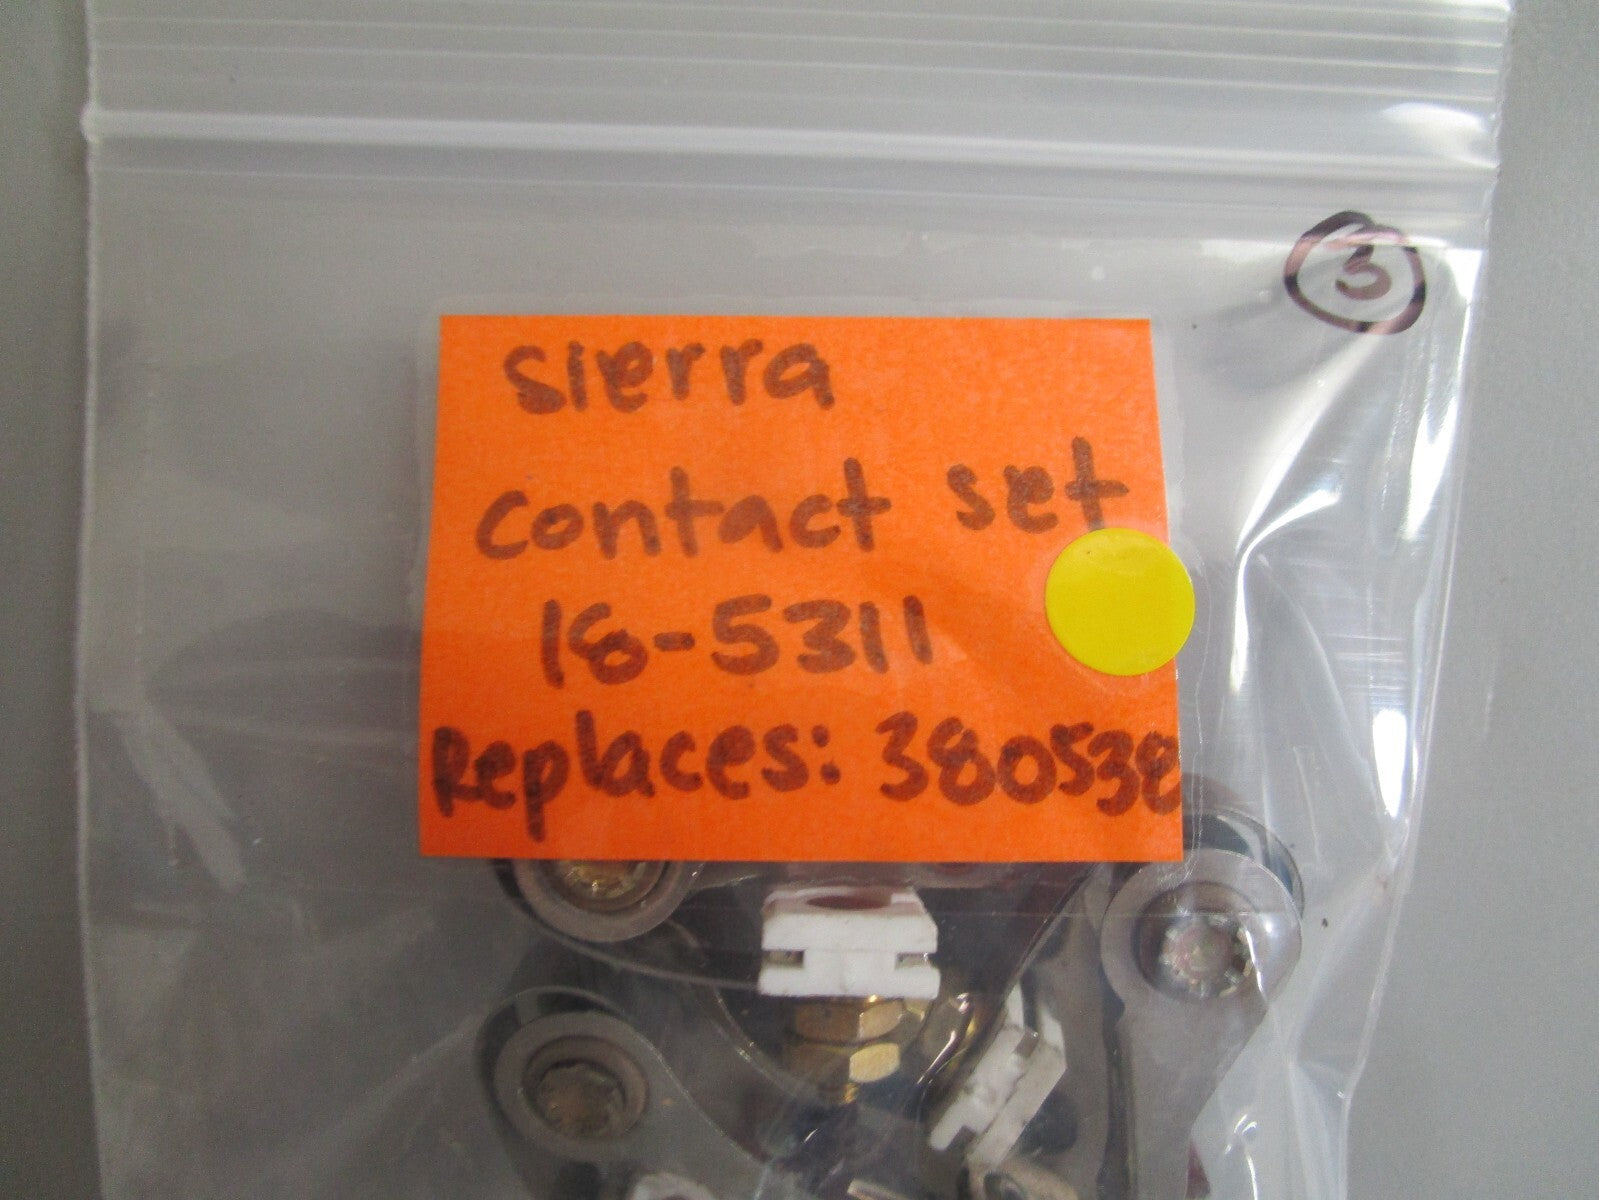 3
sierra
contact set
18-5311
Replaces: 380538